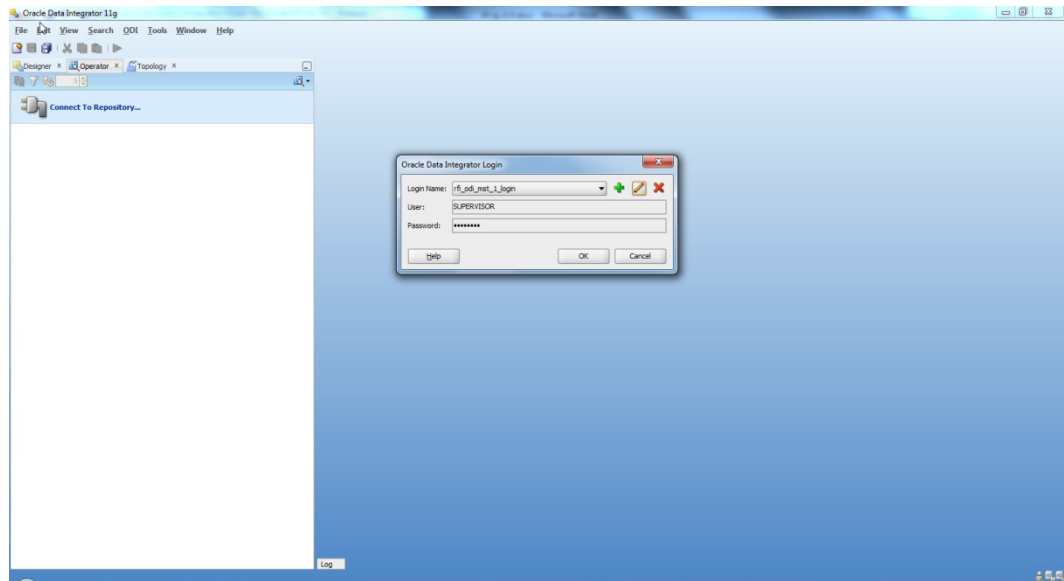 Oracle Data Integrator 11g
File Edit View Search ODI Tools Window Help
Designer Operator Topology
Connect To Repository...
Oracle Data Integrator Login
Login Name: rfi_odi_mst_1_login
User: SUPERVISOR
Password: ••••••••
Help OK Cancel
Log